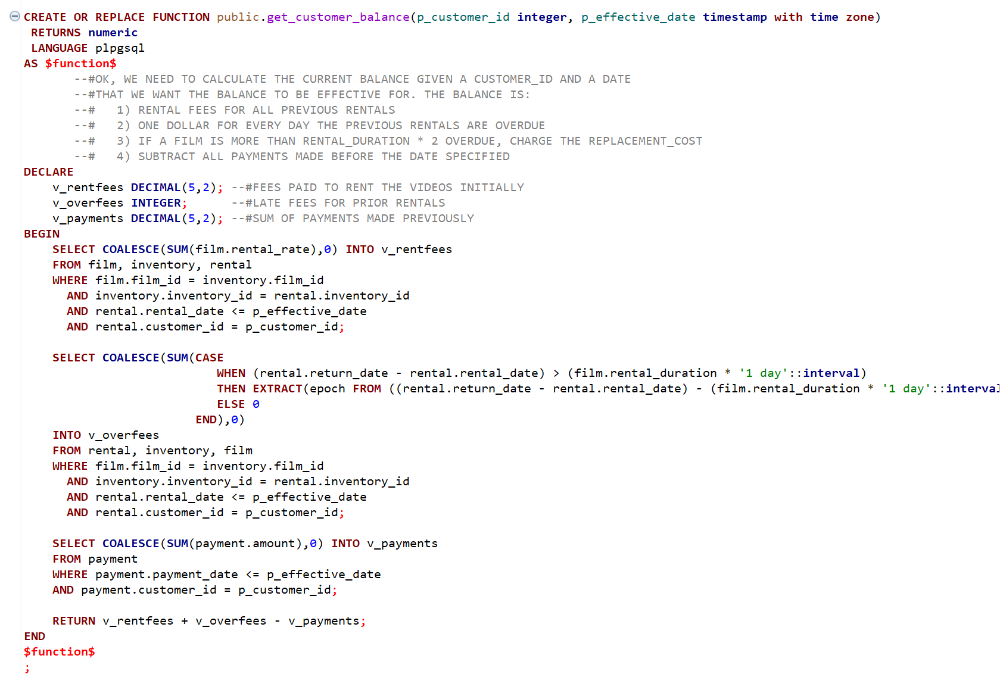 CREATE OR REPLACE FUNCTION public.get_customer_balance(p_customer_id integer, p_effective_date timestamp with time zone)
 RETURNS numeric
 LANGUAGE plpgsql
AS $function$
       --#OK, WE NEED TO CALCULATE THE CURRENT BALANCE GIVEN A CUSTOMER_ID AND A DATE
       --#THAT WE WANT THE BALANCE TO BE EFFECTIVE FOR. THE BALANCE IS:
       --#   1) RENTAL FEES FOR ALL PREVIOUS RENTALS
       --#   2) ONE DOLLAR FOR EVERY DAY THE PREVIOUS RENTALS ARE OVERDUE
       --#   3) IF A FILM IS MORE THAN RENTAL_DURATION * 2 OVERDUE, CHARGE THE REPLACEMENT_COST
       --#   4) SUBTRACT ALL PAYMENTS MADE BEFORE THE DATE SPECIFIED
DECLARE
    v_rentfees DECIMAL(5,2); --#FEES PAID TO RENT THE VIDEOS INITIALLY
    v_overfees INTEGER;      --#LATE FEES FOR PRIOR RENTALS
    v_payments DECIMAL(5,2); --#SUM OF PAYMENTS MADE PREVIOUSLY
BEGIN
    SELECT COALESCE(SUM(film.rental_rate),0) INTO v_rentfees
    FROM film, inventory, rental
    WHERE film.film_id = inventory.film_id
      AND inventory.inventory_id = rental.inventory_id
      AND rental.rental_date <= p_effective_date
      AND rental.customer_id = p_customer_id;
    SELECT COALESCE(SUM(CASE
                           WHEN (rental.return_date - rental.rental_date) > (film.rental_duration * '1 day'::interval)
                           THEN EXTRACT(epoch FROM ((rental.return_date - rental.rental_date) - (film.rental_duration * '1 day'::interval
                           ELSE 0
                        END),0)
    INTO v_overfees
    FROM rental, inventory, film
    WHERE film.film_id = inventory.film_id
      AND inventory.inventory_id = rental.inventory_id
      AND rental.rental_date <= p_effective_date
      AND rental.customer_id = p_customer_id;
    SELECT COALESCE(SUM(payment.amount),0) INTO v_payments
    FROM payment
    WHERE payment.payment_date <= p_effective_date
    AND payment.customer_id = p_customer_id;
    RETURN v_rentfees + v_overfees - v_payments;
END
$function$
;